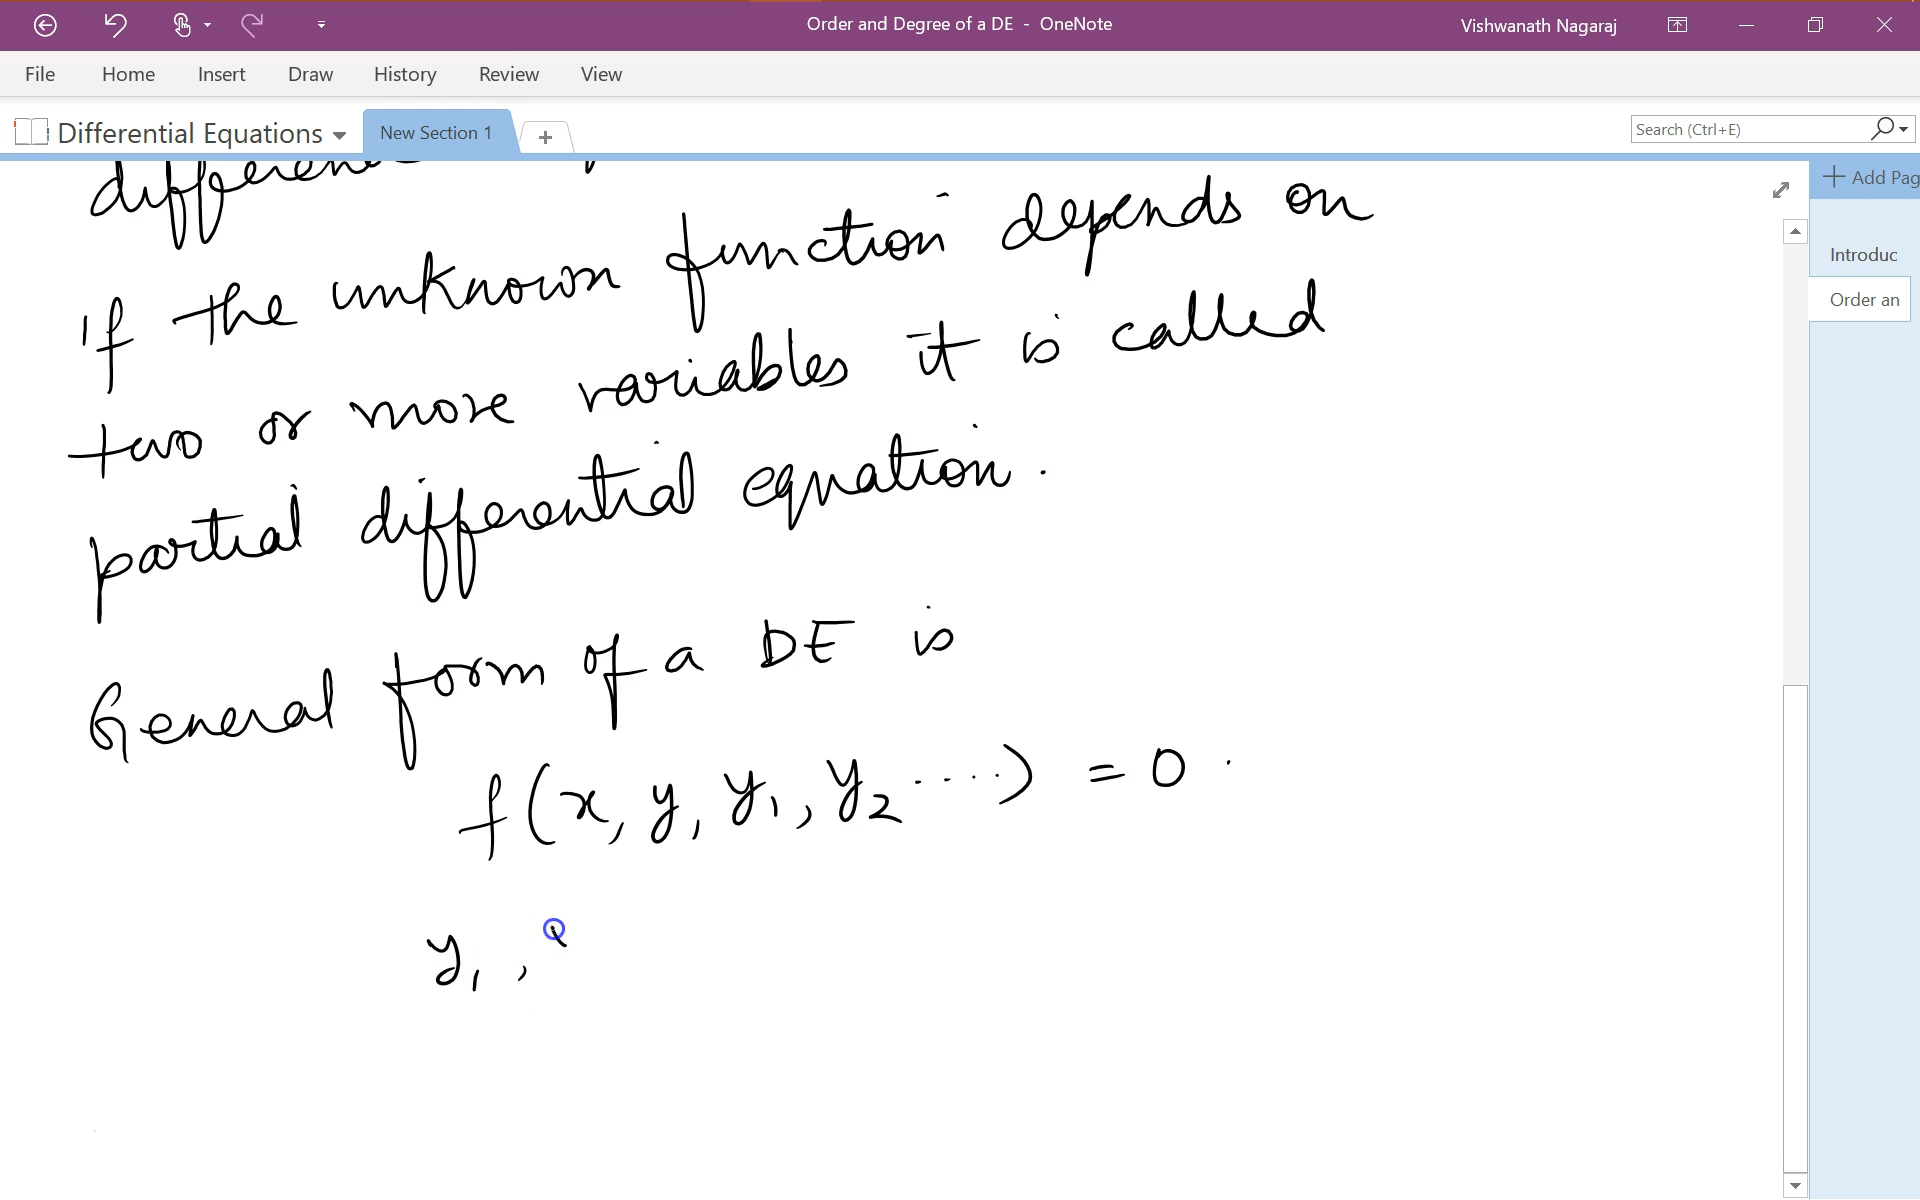 Order and Degree of a DE - OneNote
Vishwanath Nagaraj
File Home Insert Draw History Review View
Differential Equations
New Section 1
+
Search (Ctrl+E)
Add Pag
Introduc
Order an
if the unknown function depends on
two or more variables it is called
partial differential equation.
General form of a DE is
f(x, y, y₁, y₂ ....) = 0.
y₁ ,